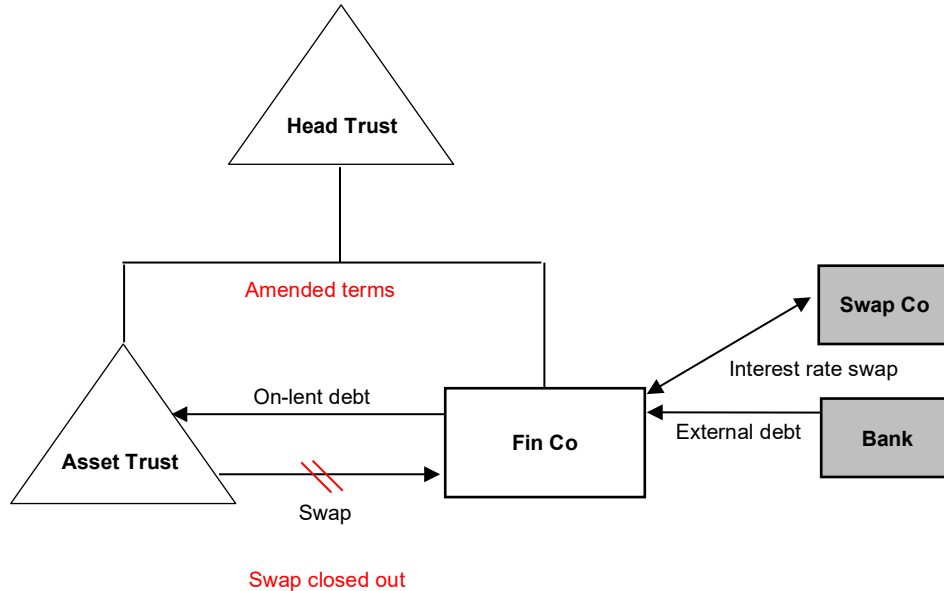 Head Trust
Amended terms
Swap Co
Interest rate swap
On-lent debt
External debt
Fin Co
Bank
Asset Trust
Swap
Swap closed out